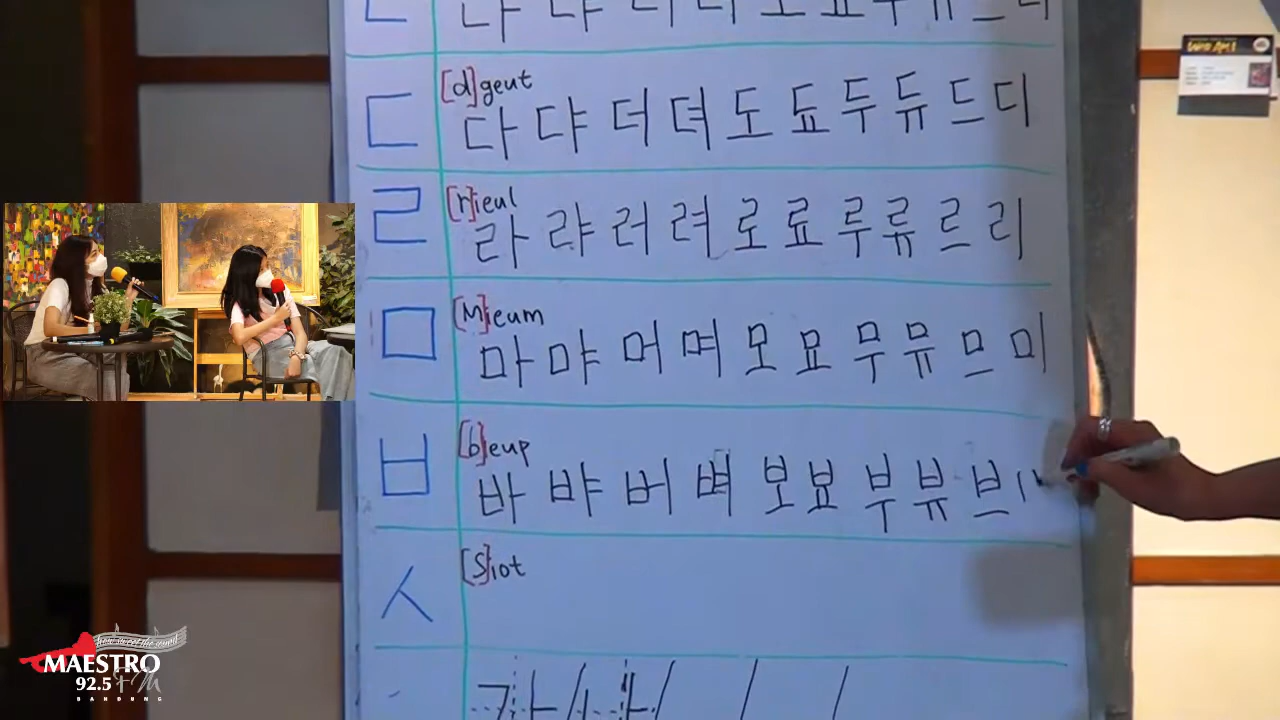 [d]geut
ㄷ
다 댜 더 뎌 도 됴 두 듀 드 디
[r]ieul
ㄹ
라 랴 러 려 로 료 루 류 르 리
[M]ieum
ㅁ
마 먀 머 며 모 묘 무 뮤 므 미
[b]eup
ㅂ
바 뱌 버 벼 보 뵤 부 뷰 브
[S]iot
ㅅ
MAESTRO
92.5 FM
BANDUNG